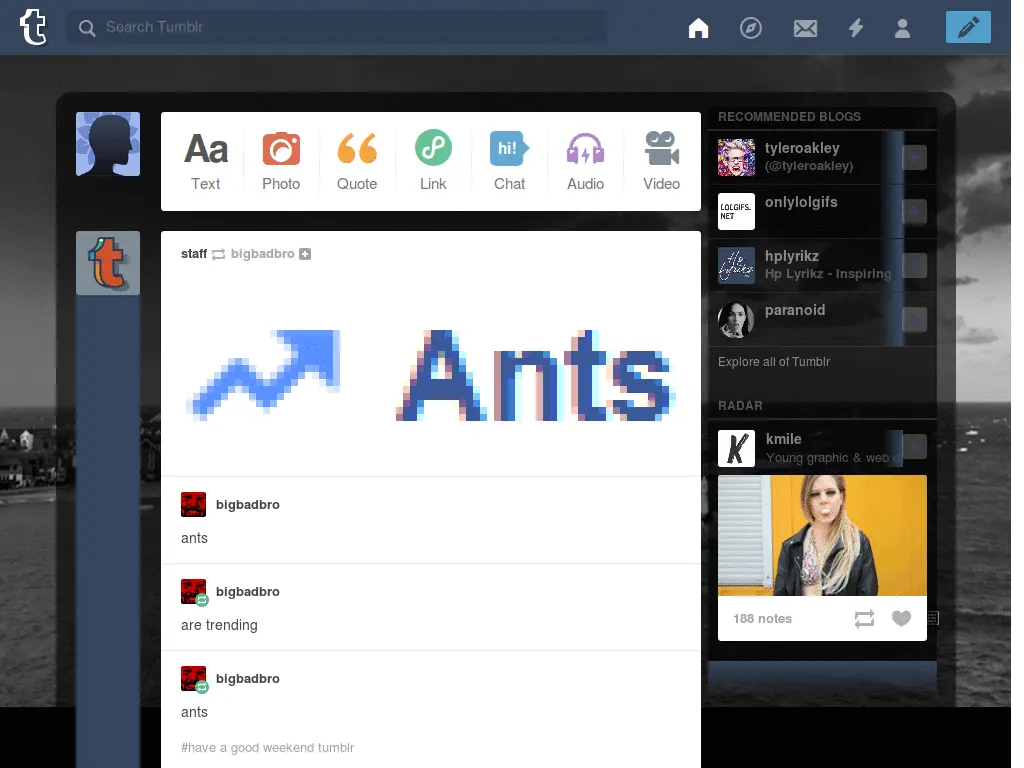 Search Tumblr
Aa
Text
Photo
Quote
Link
hi!
Chat
Audio
Video
staff bigbadbro
Ants
bigbadbro
ants
bigbadbro
are trending
bigbadbro
ants
#have a good weekend tumblr
RECOMMENDED BLOGS
tyleroakley
(@tyleroakley)
LOLGIFS.
NET
onlylolgifs
Hp
Lyrikz
hplyrikz
Hp Lyrikz - Inspiring
paranoid
Explore all of Tumblr
RADAR
K
kmile
Young graphic & web
188 notes